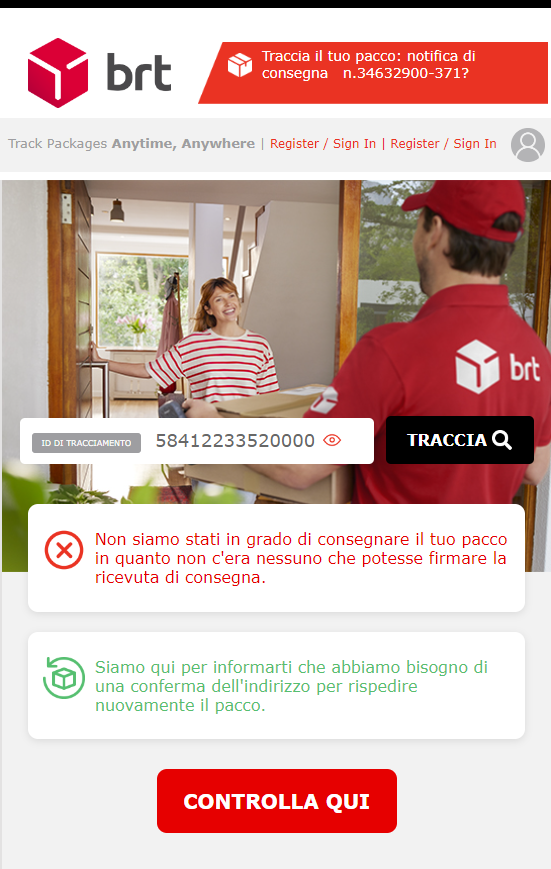 brt
Traccia il tuo pacco: notifica di
consegna n.34632900-371?
Track Packages Anytime, Anywhere | Register / Sign In | Register / Sign In
brt
ID DI TRACCIAMENTO 58412233520000 TRACCIA
Non siamo stati in grado di consegnare il tuo pacco
in quanto non c'era nessuno che potesse firmare la
ricevuta di consegna.
Siamo qui per informarti che abbiamo bisogno di
una conferma dell'indirizzo per rispedire
nuovamente il pacco.
CONTROLLA QUI